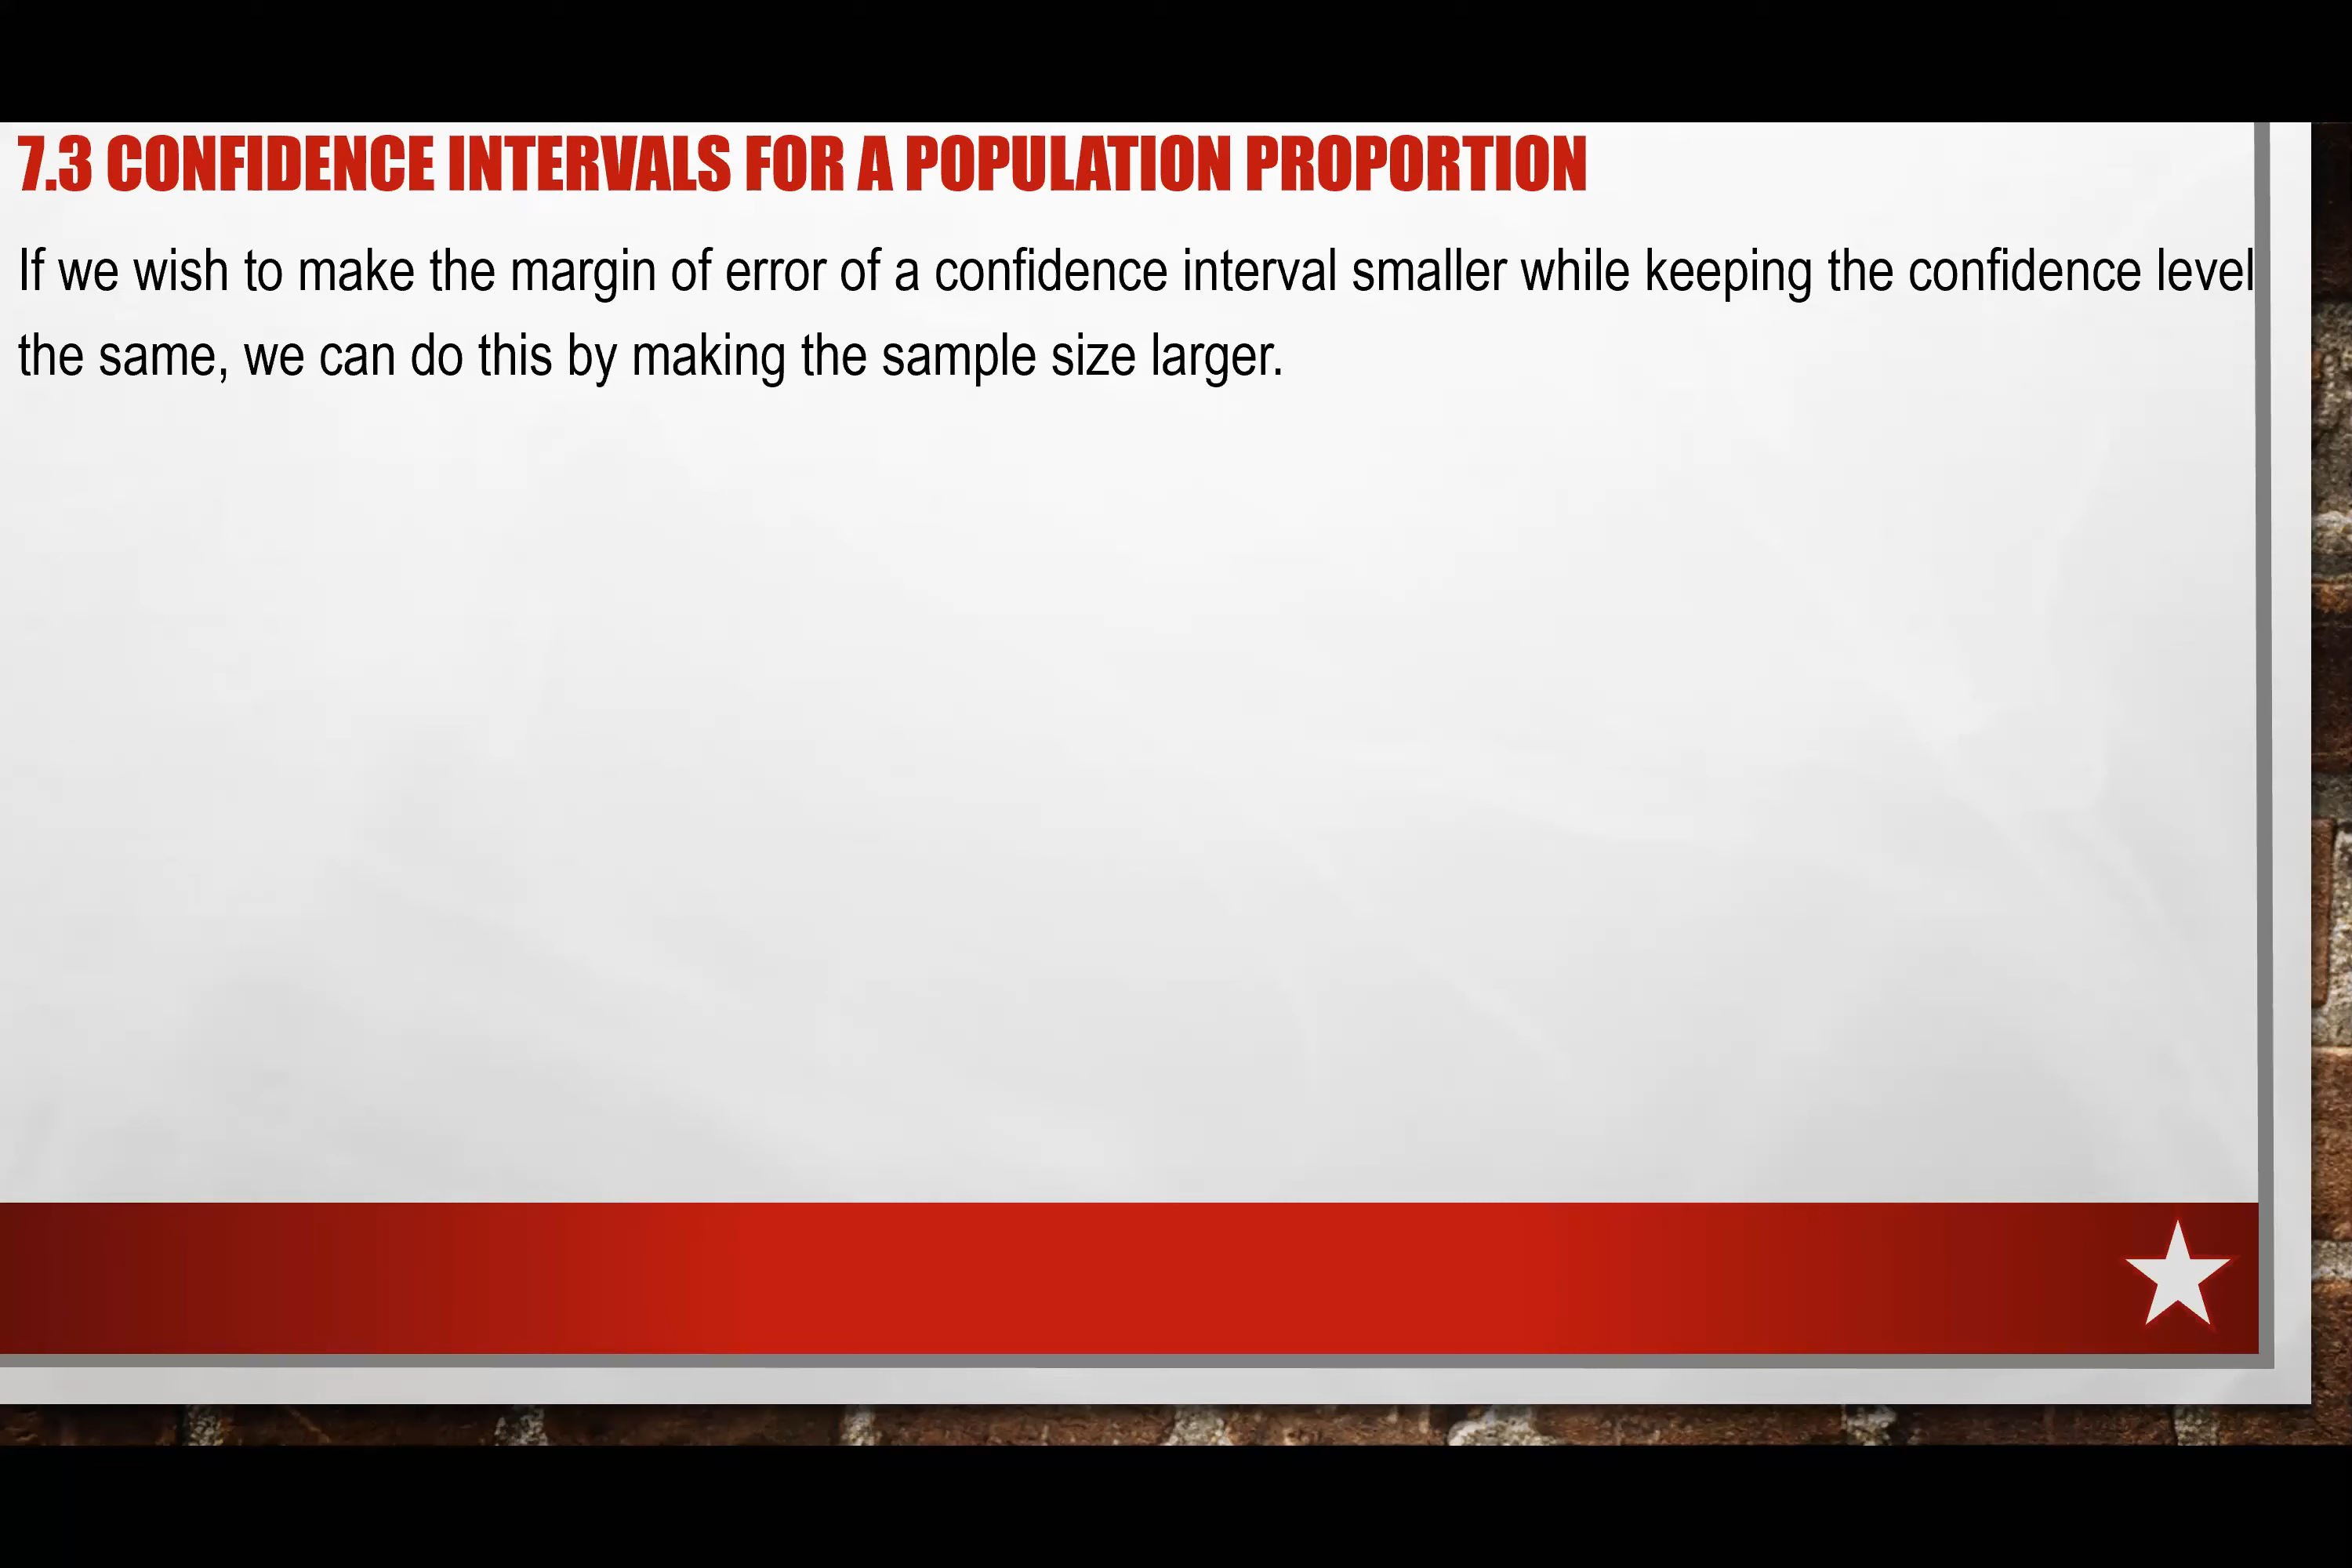 7.3 CONFIDENCE INTERVALS FOR A POPULATION PROPORTION
If we wish to make the margin of error of a confidence interval smaller while keeping the confidence level
the same, we can do this by making the sample size larger.